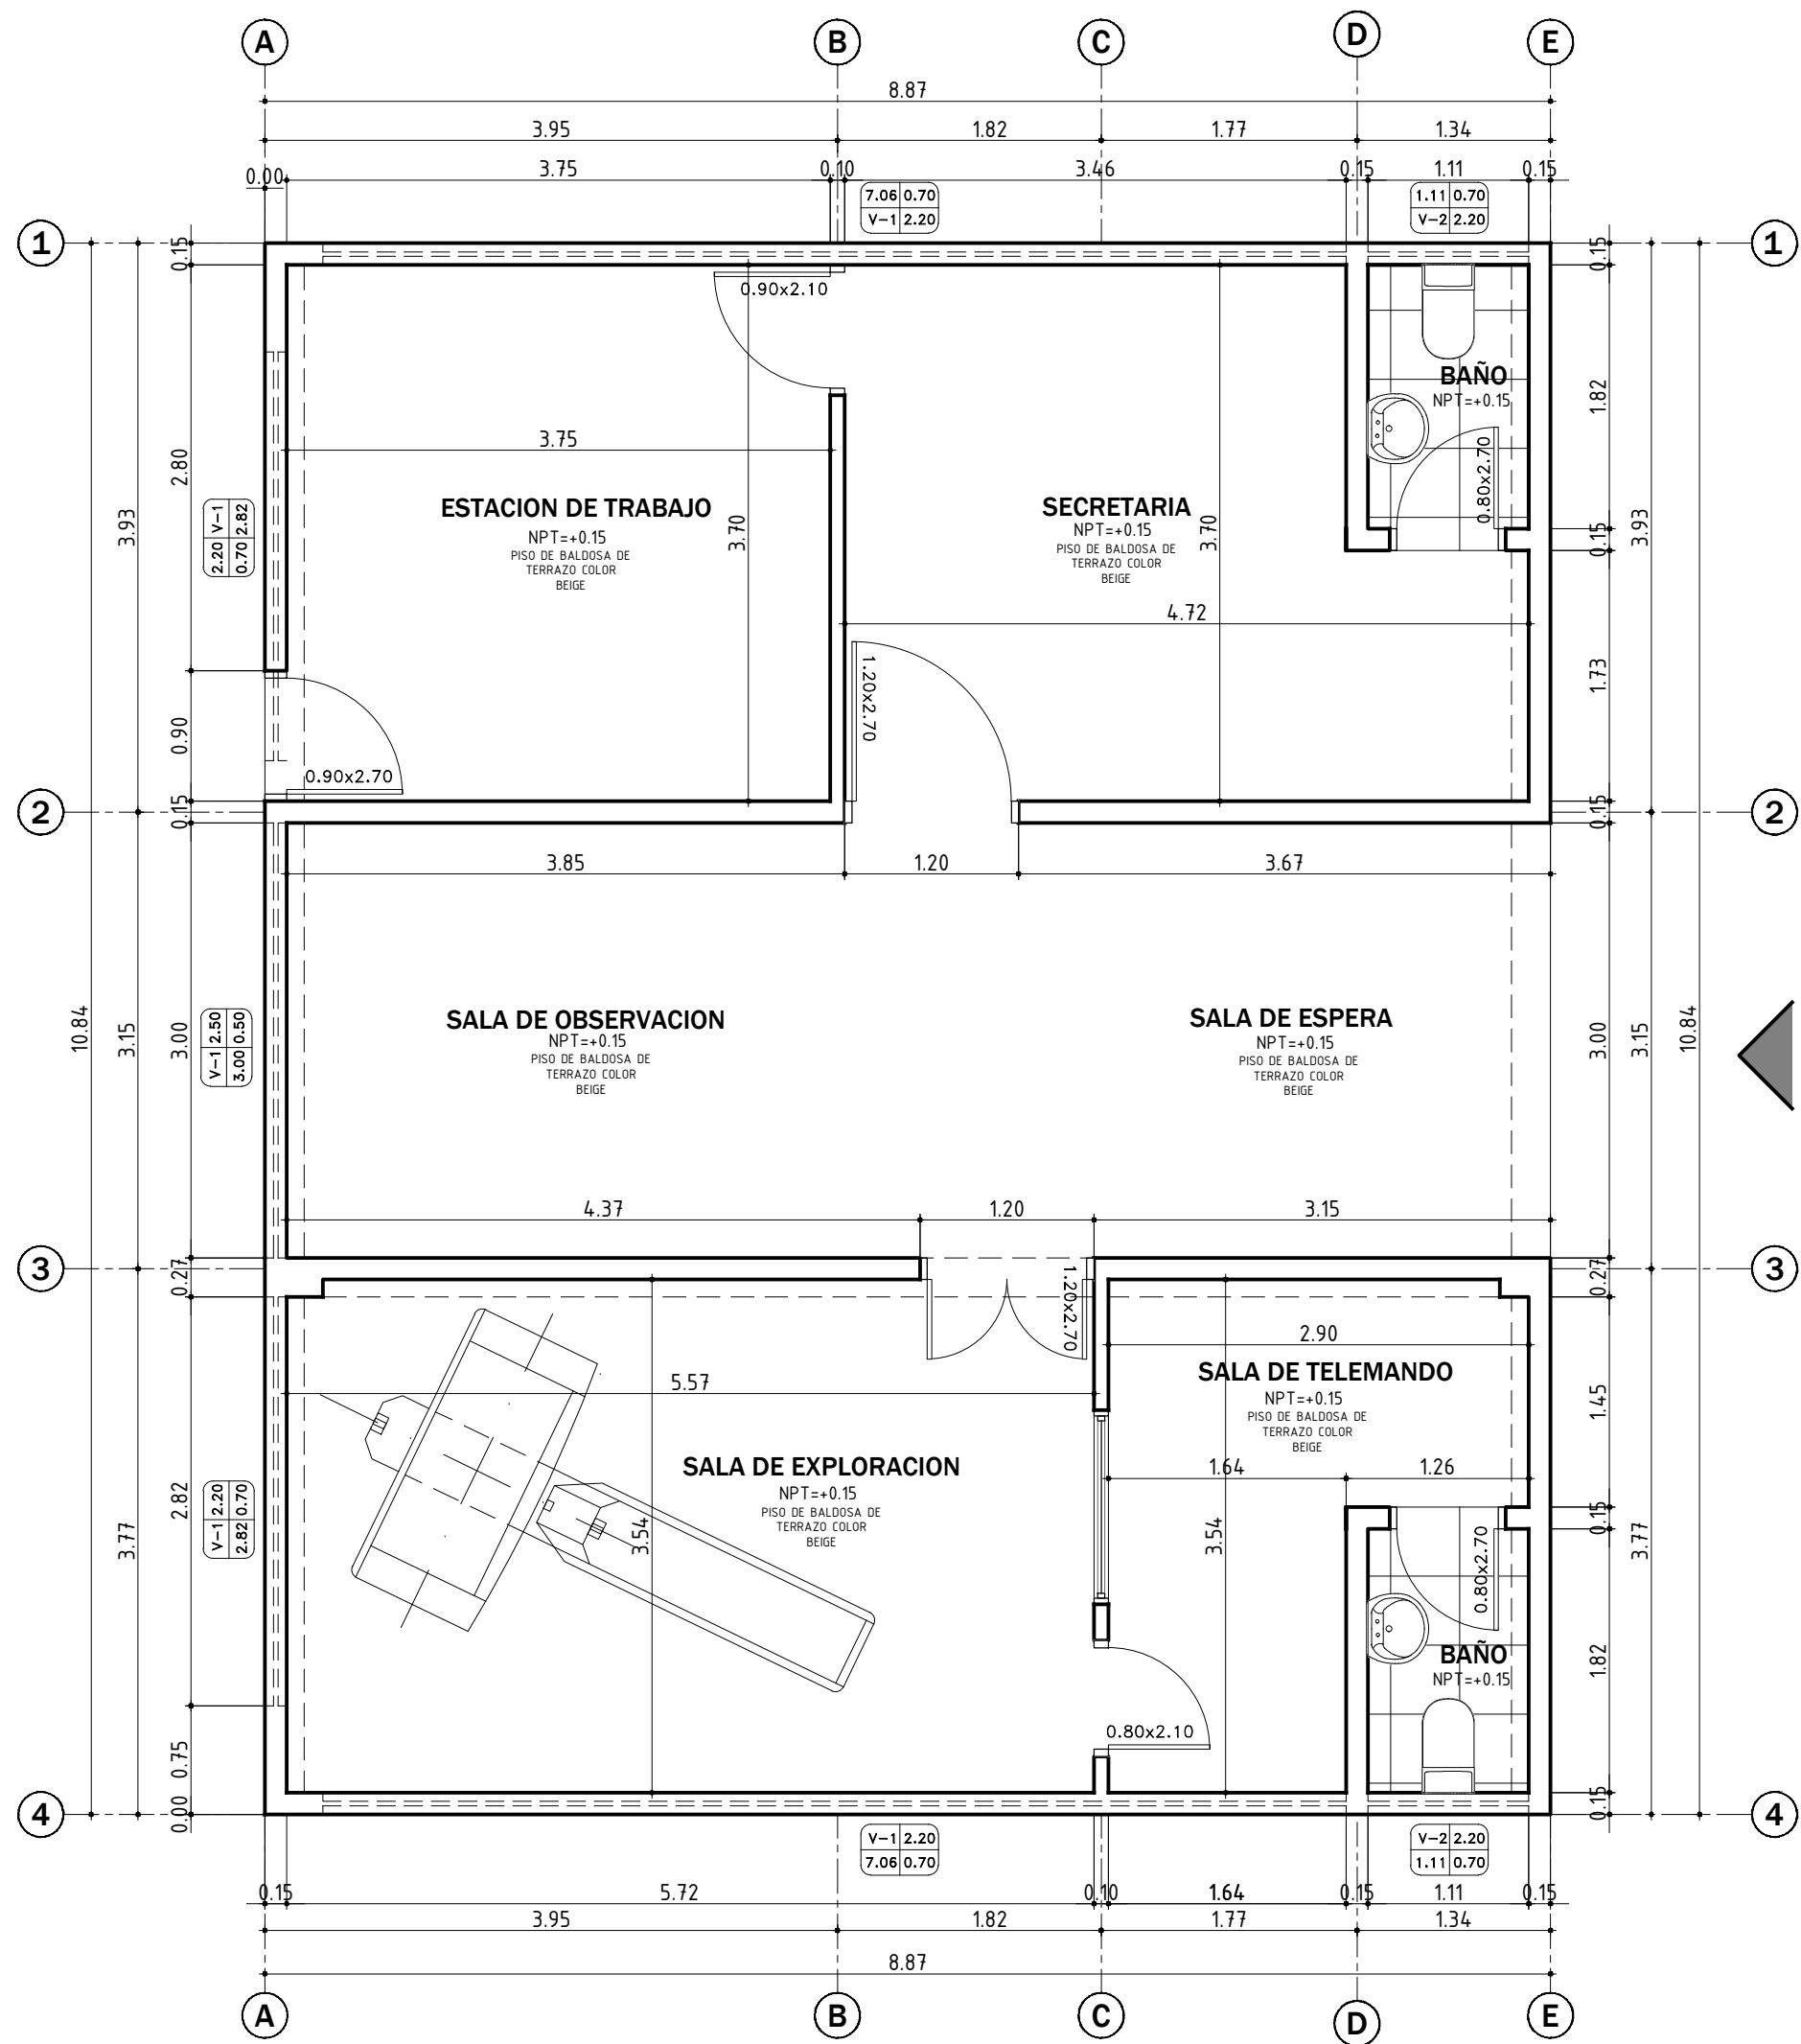 A B C D E
8.87
3.95 1.82 1.77 1.34
0.00 3.75 0.10 3.46 0.15 1.11 0.15
7.06 0.70
V-1 2.20
1.11 0.70
V-2 2.20
1 1
0.15 0.15
0.90x2.10
BAÑO
NPT=+0.15
1.82
0.80x2.70
3.75
2.80
2.20 V-1
0.70 2.82
3.93
ESTACION DE TRABAJO
NPT=+0.15
PISO DE BALDOSA DE
TERRAZO COLOR
BEIGE
3.70
SECRETARIA
NPT=+0.15
PISO DE BALDOSA DE
TERRAZO COLOR
BEIGE
3.70
0.15
3.93
4.72
1.20x2.70
1.73
0.90
0.90x2.70
0.15 0.15
2 2
3.85 1.20 3.67
10.84
3.15
3.00
V-1 2.50
3.00 0.50
SALA DE OBSERVACION
NPT=+0.15
PISO DE BALDOSA DE
TERRAZO COLOR
BEIGE
SALA DE ESPERA
NPT=+0.15
PISO DE BALDOSA DE
TERRAZO COLOR
BEIGE
3.00
3.15
10.84
4.37 1.20 3.15
3 3
0.27 0.27
1.20x2.70
2.90
SALA DE TELEMANDO
NPT=+0.15
PISO DE BALDOSA DE
TERRAZO COLOR
BEIGE
5.57
1.45
SALA DE EXPLORACION
NPT=+0.15
PISO DE BALDOSA DE
TERRAZO COLOR
BEIGE
1.64 1.26
2.82
V-1 2.20
2.82 0.70
3.77
3.54 3.54
0.15
3.77
0.80x2.70
BAÑO
NPT=+0.15
1.82
0.80x2.10
0.75
0.00 0.15
4 4
V-1 2.20
7.06 0.70
V-2 2.20
1.11 0.70
0.15 5.72 0.10 1.64 0.15 1.11 0.15
3.95 1.82 1.77 1.34
8.87
A B C D E